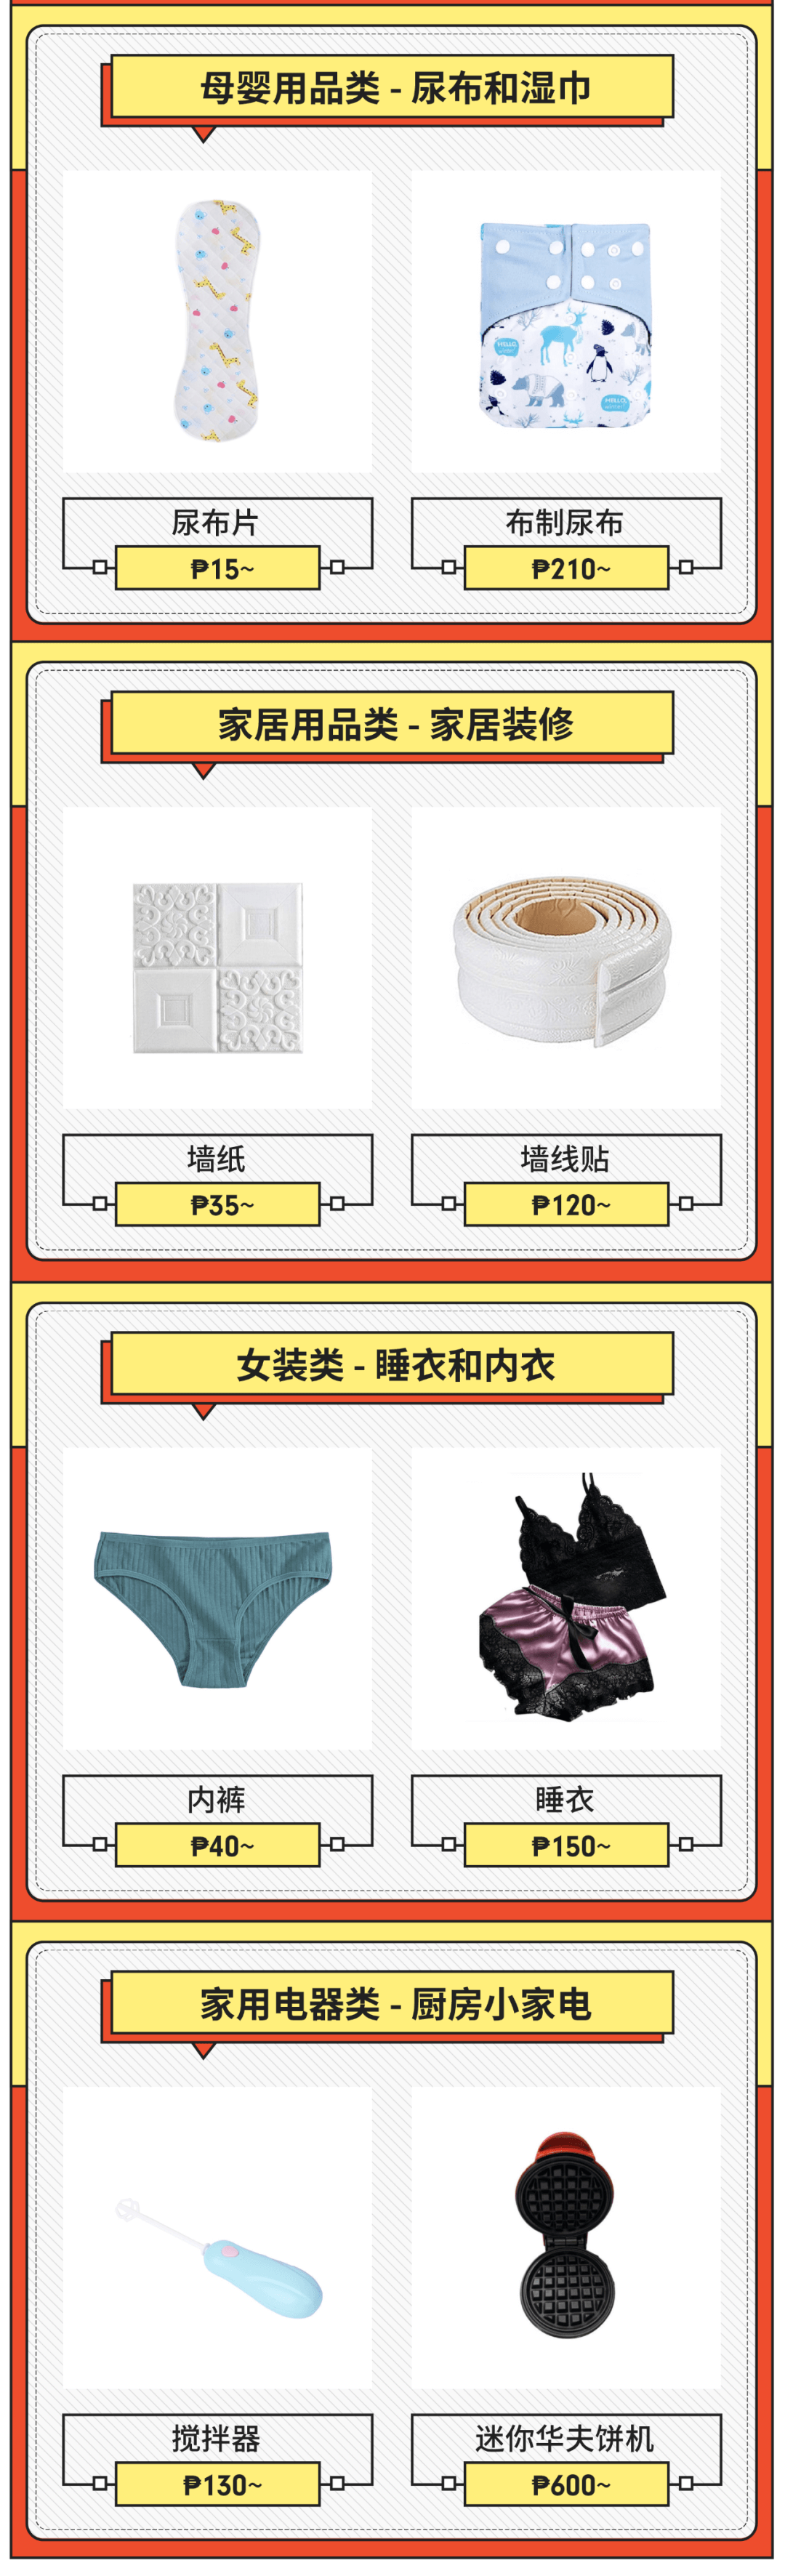 母婴用品类 - 尿布和湿巾
HELLO
HELLO
尿布片
布制尿布
₱15~
₱210~
家居用品类 - 家居装修
墙纸
墙线贴
₱35~
₱120~
女装类 - 睡衣和内衣
内裤
睡衣
₱40~
₱150~
家用电器类 - 厨房小家电
搅拌器
迷你华夫饼机
₱130~
₱600~